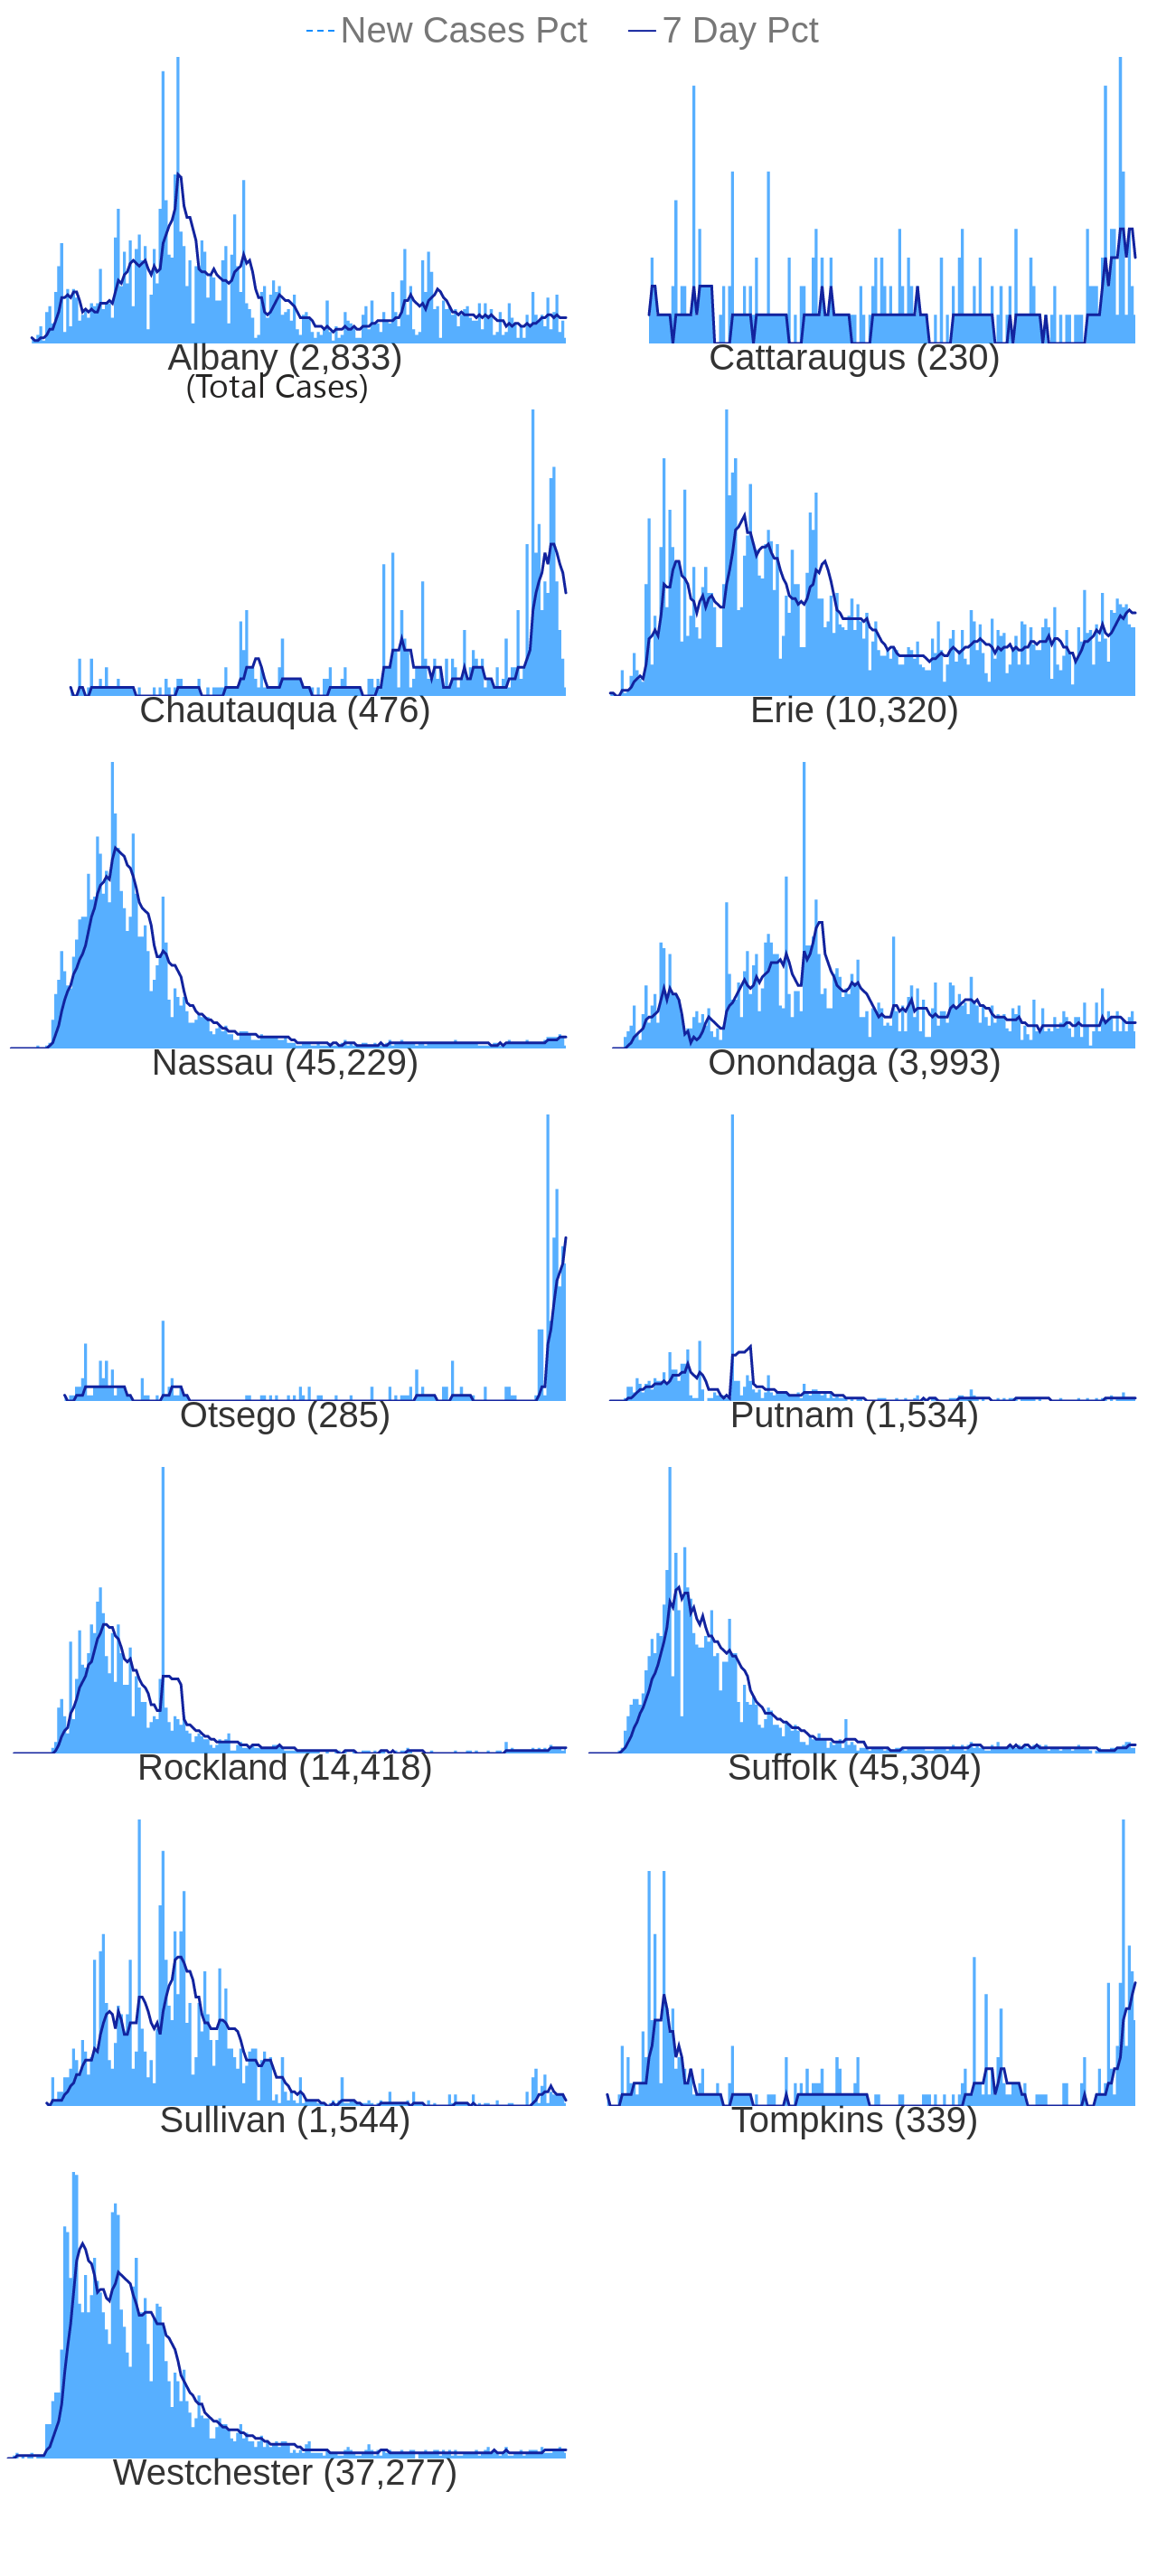 New Cases Pct 7 Day Pct
Albany (2,833) Cattaraugus (230)
(Total Cases)
Chautauqua (476) Erie (10,320)
Nassau (45,229) Onondaga (3,993)
Otsego (285) Putnam (1,534)
Rockland (14,418) Suffolk (45,304)
Sullivan (1,544) Tompkins (339)
Westchester (37,277)